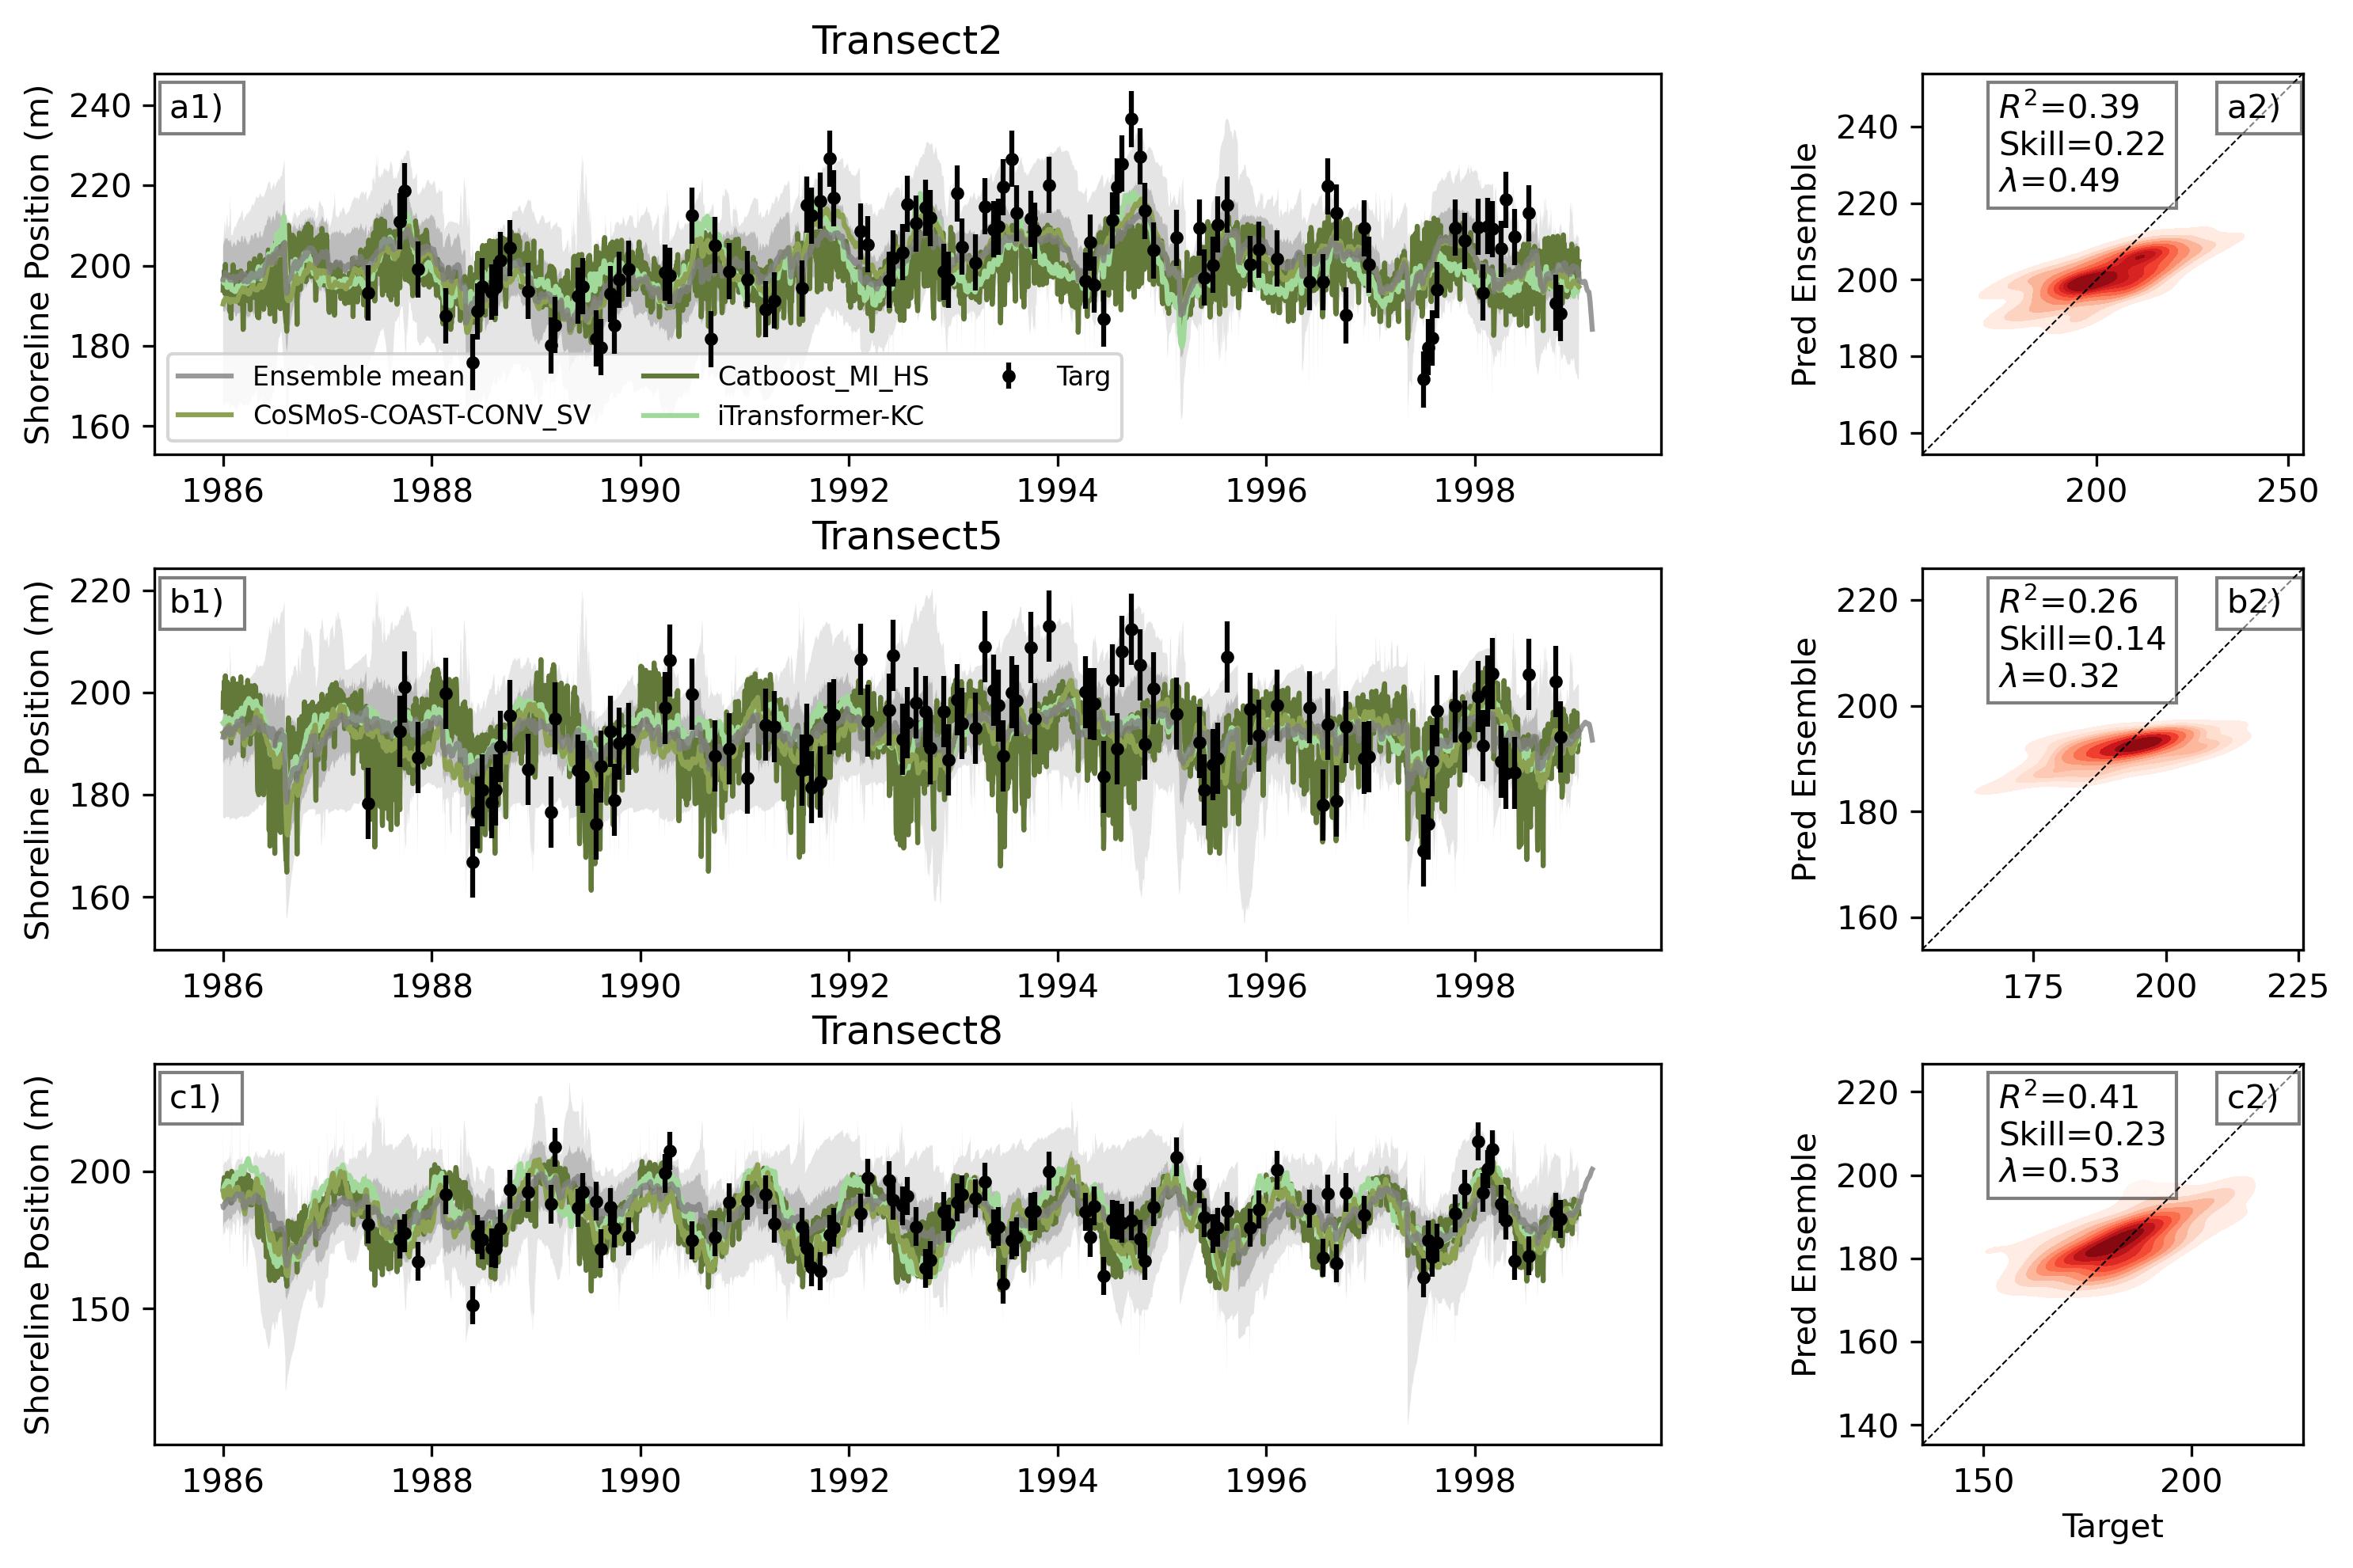 Transect2
a1)
Shoreline Position (m)
240
220
200
180
160
Ensemble mean
CoSMoS-COAST-CONV_SV
Catboost_MI_HS
iTransformer-KC
Targ
1986 1988 1990 1992 1994 1996 1998
R²=0.39
Skill=0.22
λ=0.49
a2)
Pred Ensemble
240
220
200
180
160
200 250
Transect5
b1)
Shoreline Position (m)
220
200
180
160
1986 1988 1990 1992 1994 1996 1998
R²=0.26
Skill=0.14
λ=0.32
b2)
Pred Ensemble
220
200
180
160
175 200 225
Transect8
c1)
Shoreline Position (m)
200
150
1986 1988 1990 1992 1994 1996 1998
R²=0.41
Skill=0.23
λ=0.53
c2)
Pred Ensemble
220
200
180
160
140
150 200
Target